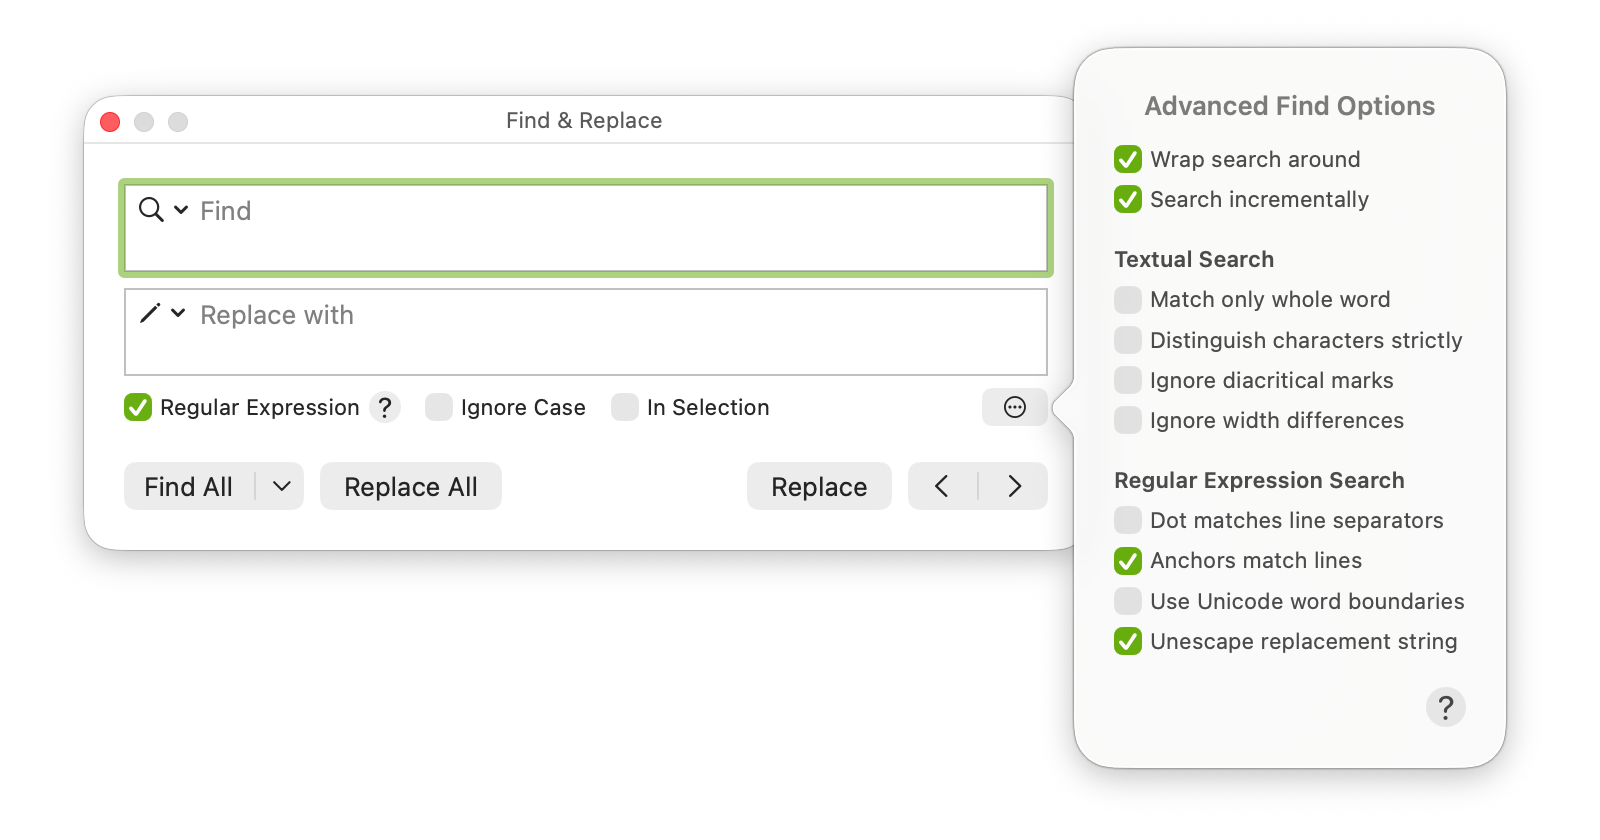 Find & Replace
Find
Replace with
Regular Expression ? Ignore Case In Selection
Find All Replace All Replace
Advanced Find Options
Wrap search around
Search incrementally
Textual Search
Match only whole word
Distinguish characters strictly
Ignore diacritical marks
Ignore width differences
Regular Expression Search
Dot matches line separators
Anchors match lines
Use Unicode word boundaries
Unescape replacement string
?